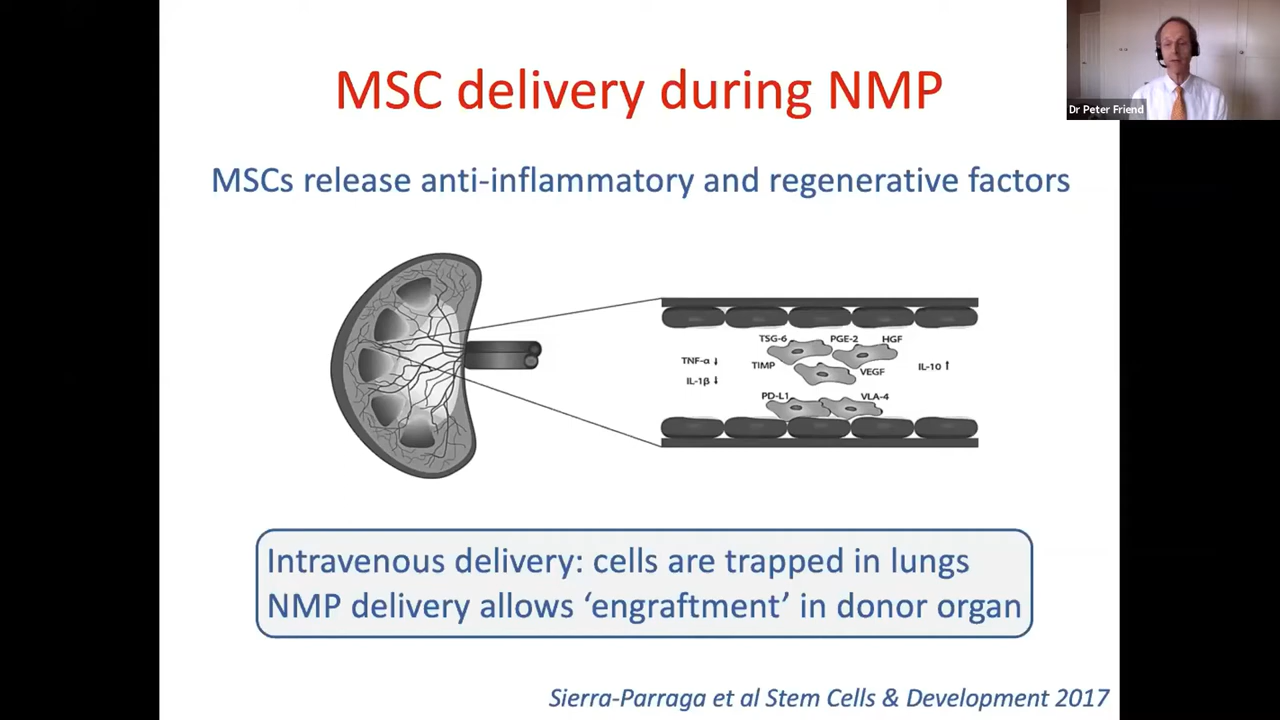 MSC delivery during NMP
Dr Peter Friend
MSCs release anti-inflammatory and regenerative factors
TSG-6 PGE-2 HGF
TNF-α ↓ TIMP VEGF IL-10 ↑
IL-1β ↓
PD-L1 VLA-4
Intravenous delivery: cells are trapped in lungs
NMP delivery allows ‘engraftment’ in donor organ
Sierra-Parraga et al Stem Cells & Development 2017